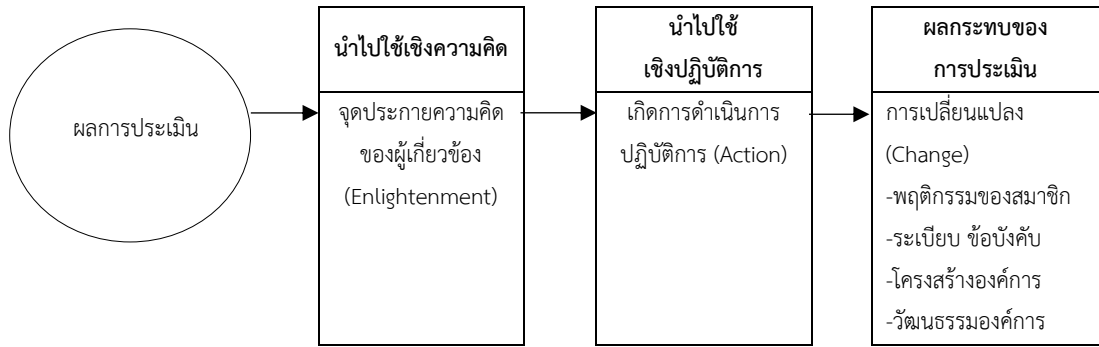 ผลการประเมิน
นำไปใช้เชิงความคิด
จุดประกายความคิด
ของผู้เกี่ยวข้อง
(Enlightenment)
นำไปใช้
เชิงปฏิบัติการ
เกิดการดำเนินการ
ปฏิบัติการ (Action)
ผลกระทบของ
การประเมิน
การเปลี่ยนแปลง
(Change)
-พฤติกรรมของสมาชิก
-ระเบียบ ข้อบังคับ
-โครงสร้างองค์การ
-วัฒนธรรมองค์การ